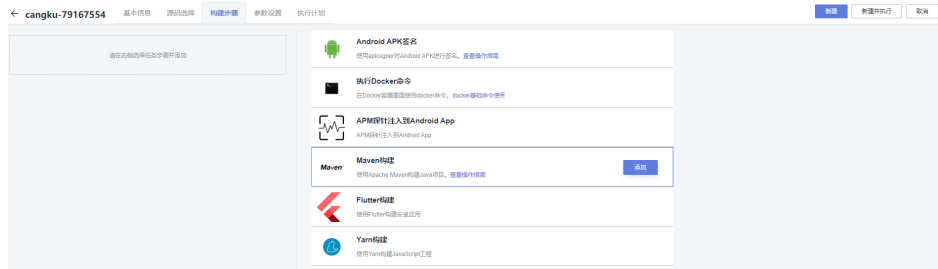 ← cangku-79167554 基本信息 源码选择 构建步骤 参数设置 执行计划 新建 新建并执行 取消
请在右侧选择任务步骤并添加
Android APK签名
使用apksigner对Android APK进行签名。查看操作指南
执行Docker命令
在Docker容器里面使用docker命令。docker基础命令使用
APM探针注入到Android App
APM探针注入到Android App
Maven
Maven构建
使用Apache Maven构建Java项目。查看操作指南
添加
Flutter构建
使用Flutter构建安卓应用
Yarn构建
使用Yarn构建JavaScript工程